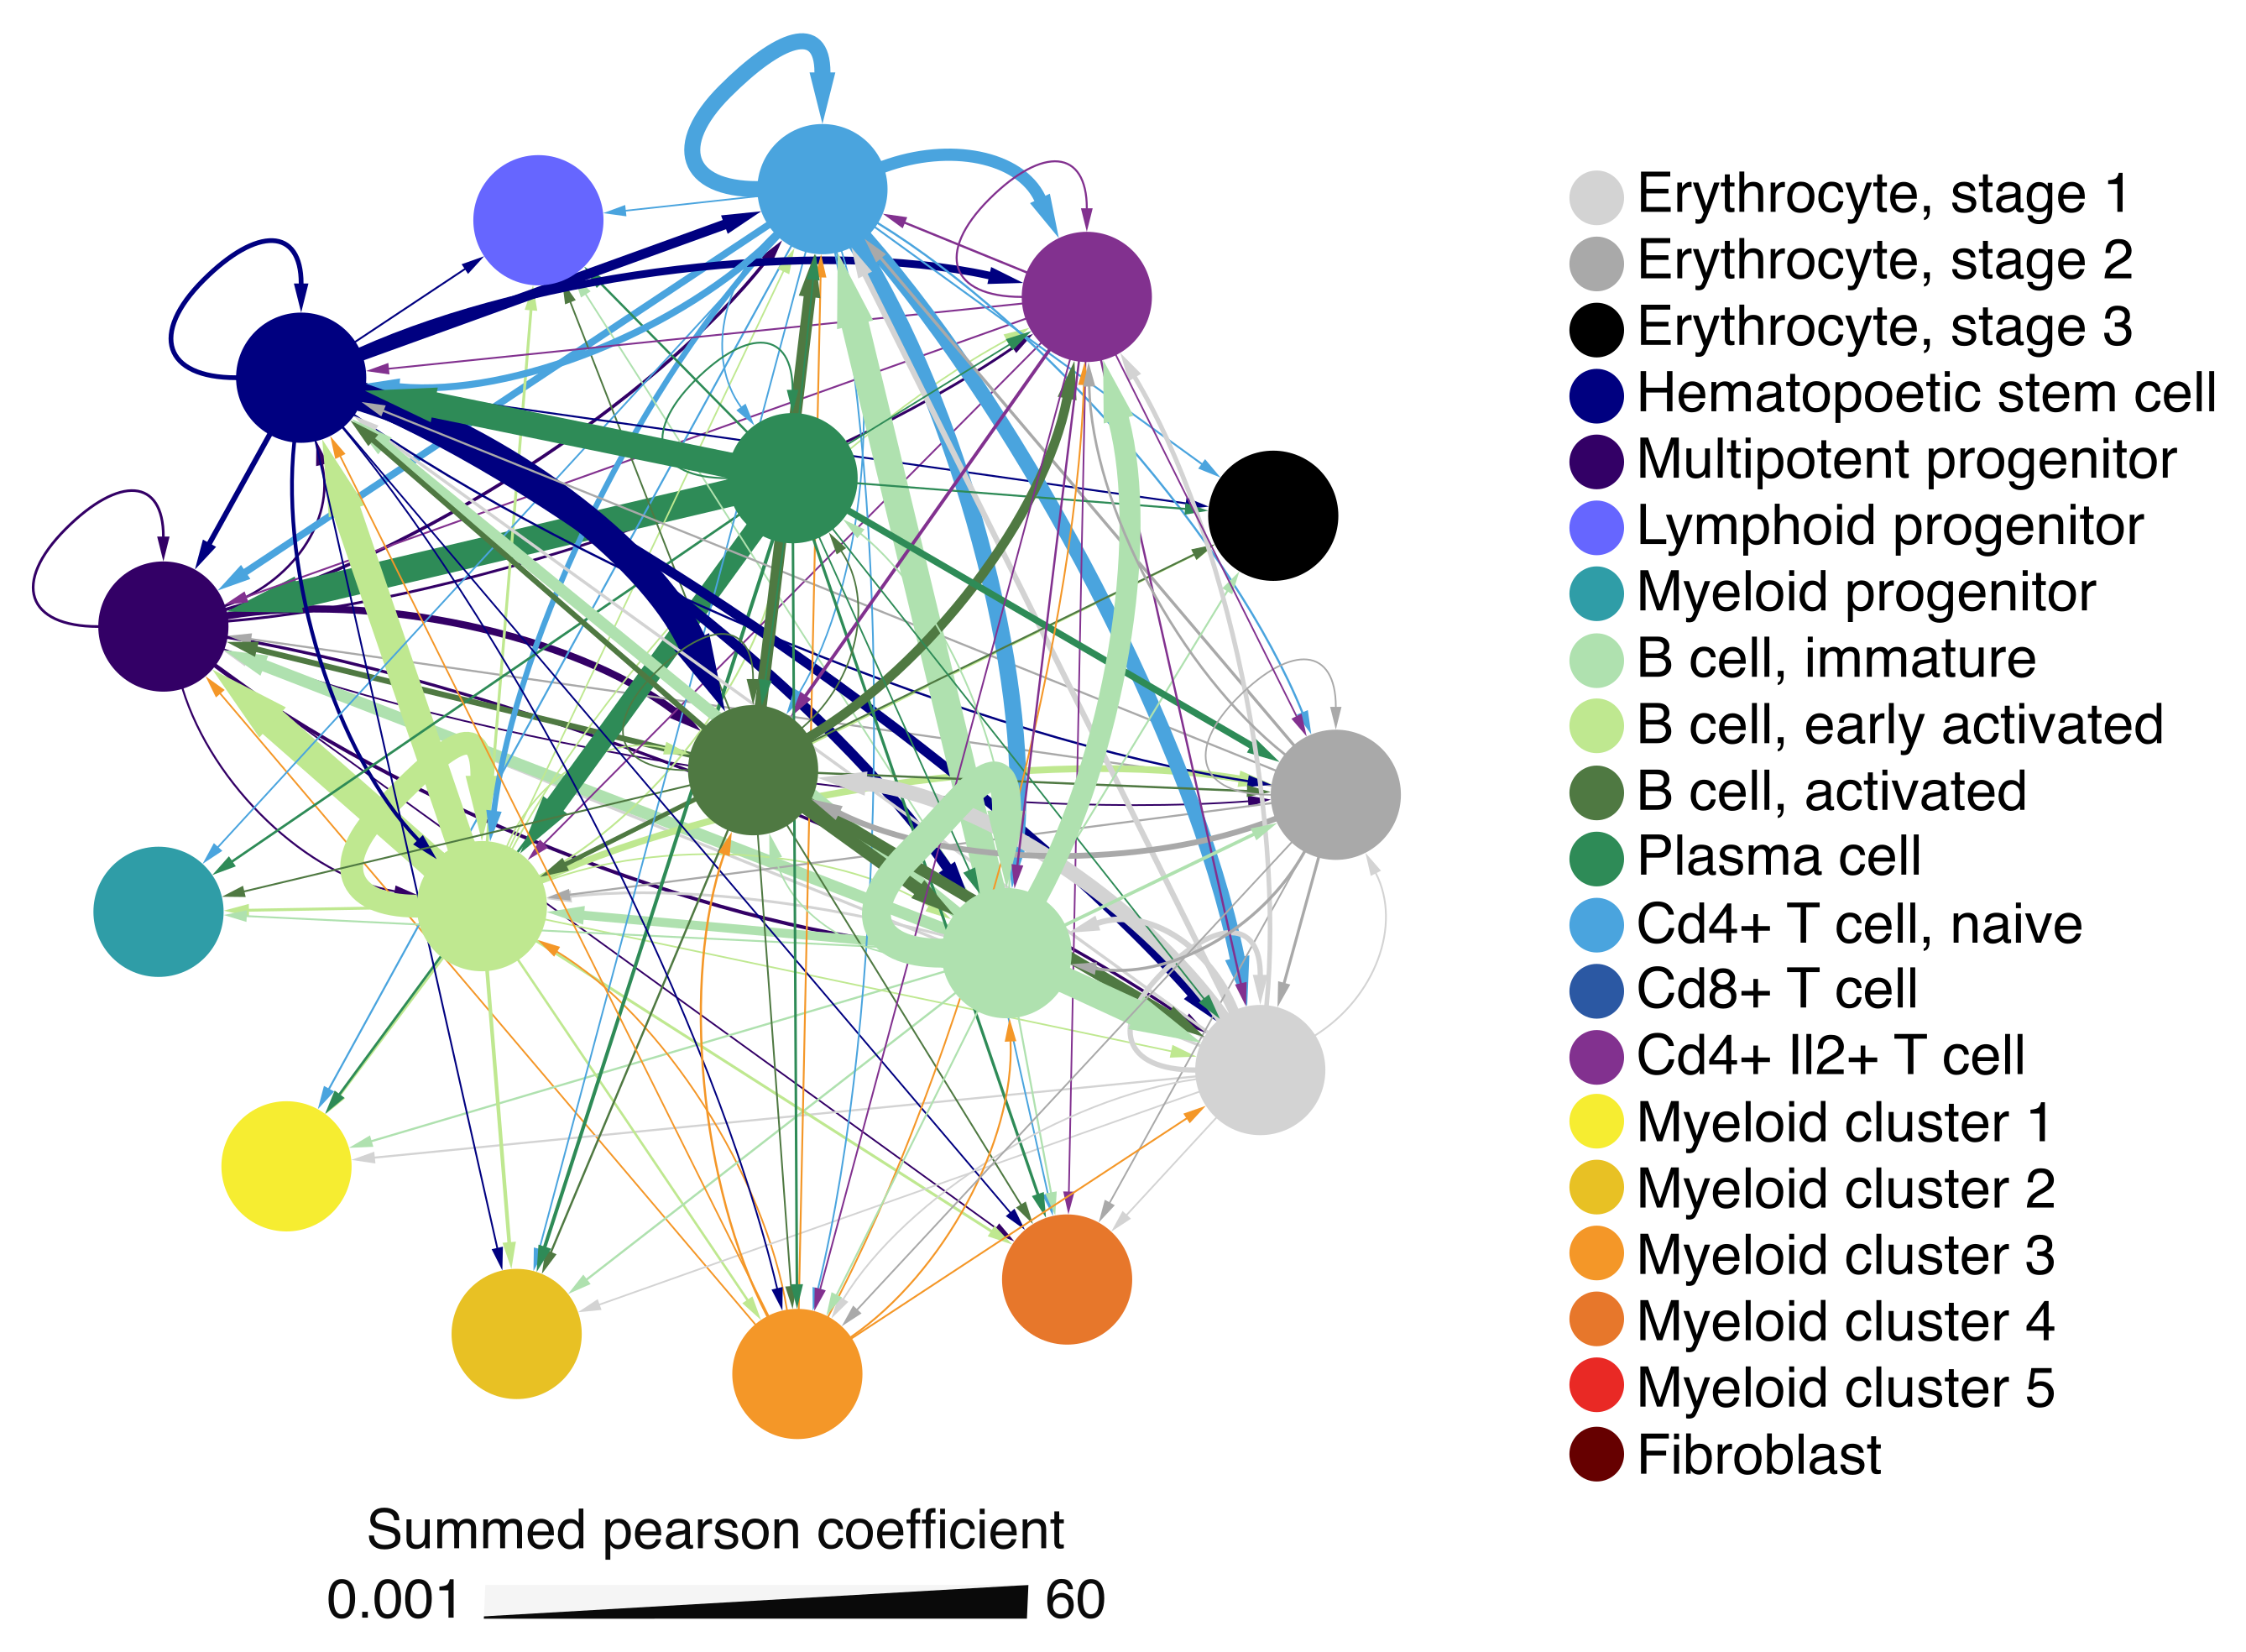 Erythrocyte, stage 1
Erythrocyte, stage 2
Erythrocyte, stage 3
Hematopoetic stem cell
Multipotent progenitor
Lymphoid progenitor
Myeloid progenitor
B cell, immature
B cell, early activated
B cell, activated
Plasma cell
Cd4+ T cell, naive
Cd8+ T cell
Cd4+ Il2+ T cell
Myeloid cluster 1
Myeloid cluster 2
Myeloid cluster 3
Myeloid cluster 4
Myeloid cluster 5
Fibroblast
Summed pearson coefficient
0.001 60